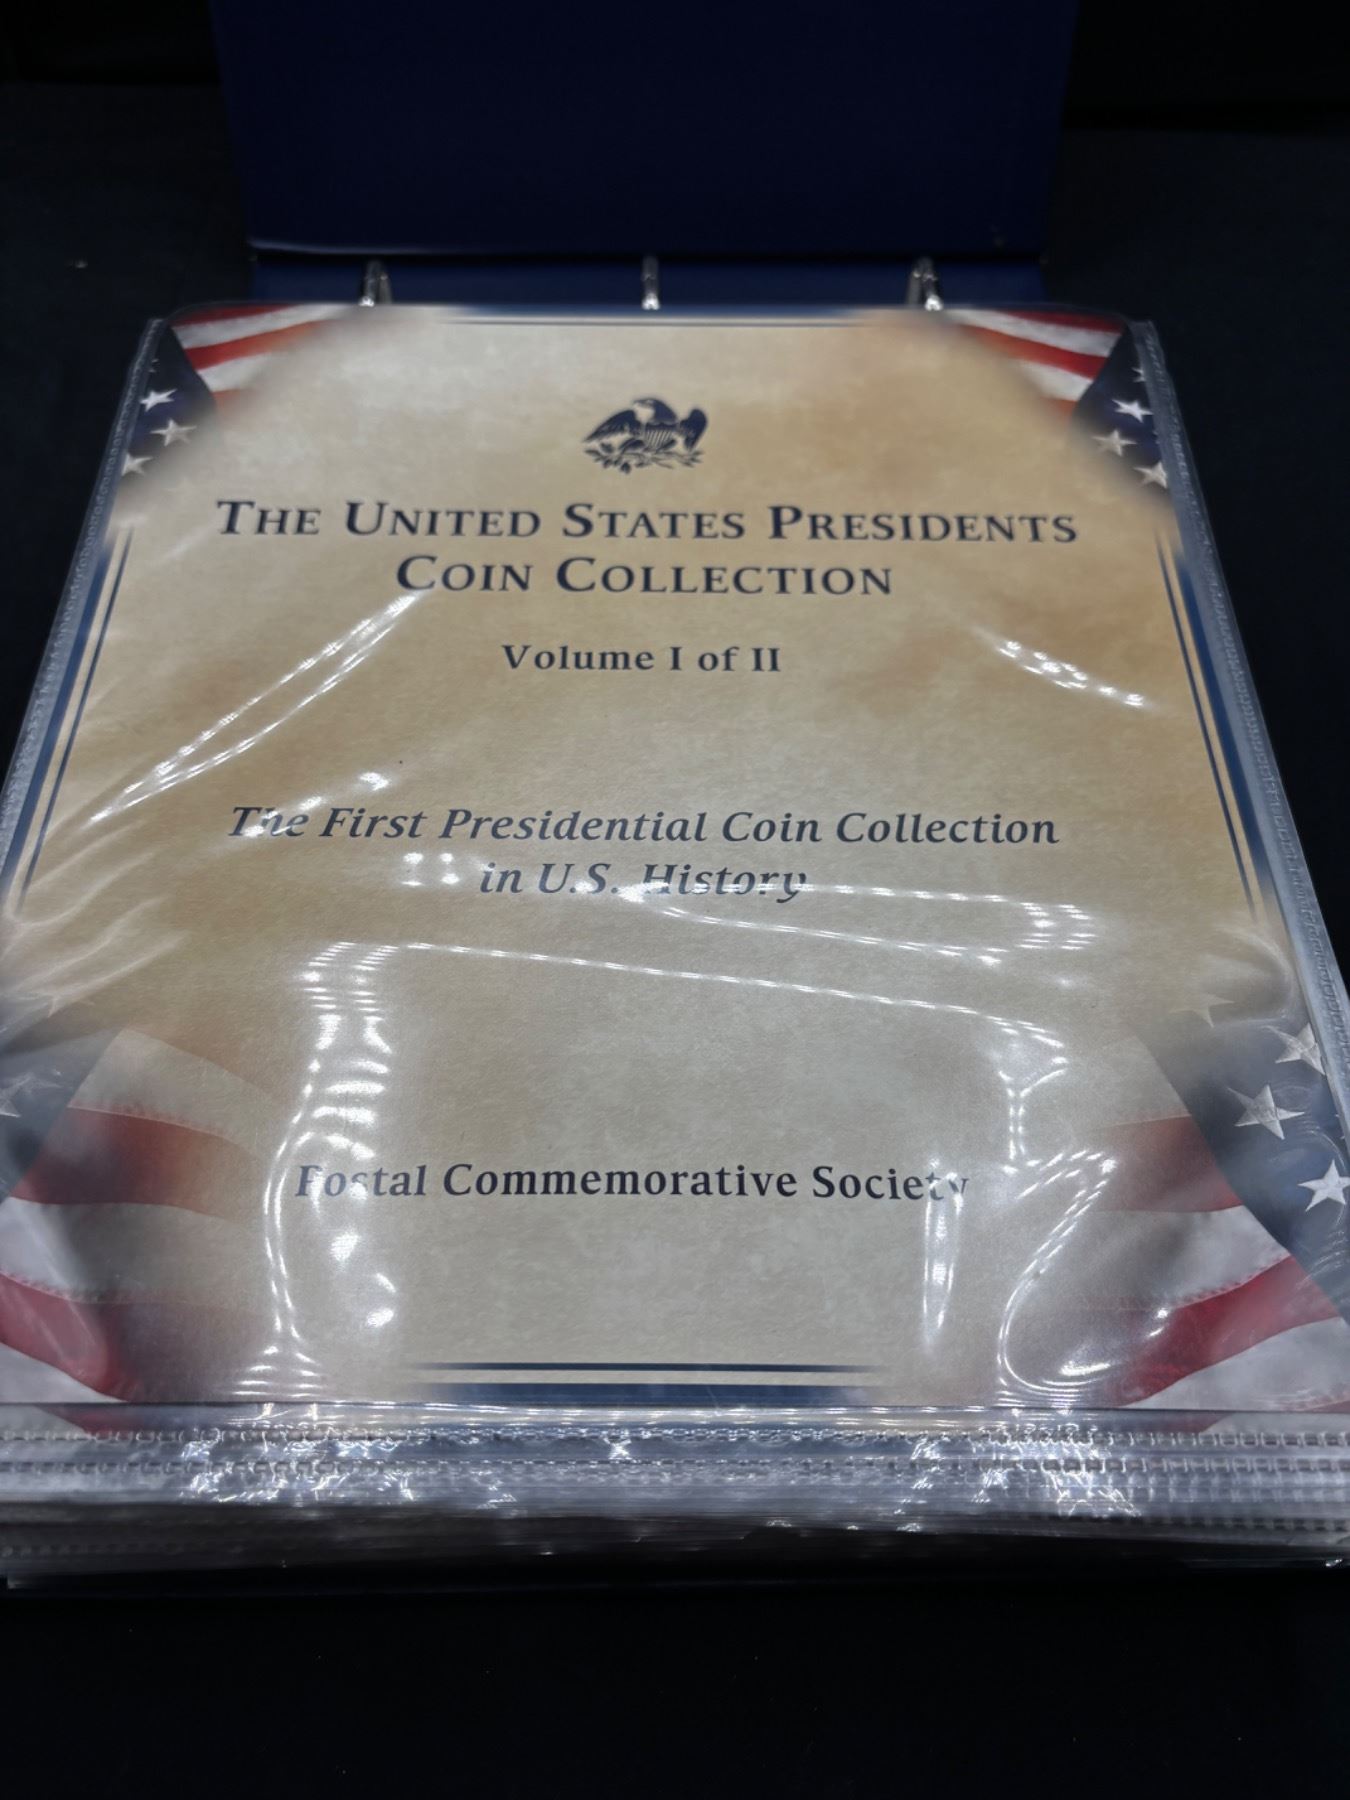 THE UNITED STATES PRESIDENTS
COIN COLLECTION
Volume I of II
The First Presidential Coin Collection
in U.S. History
Postal Commemorative Society